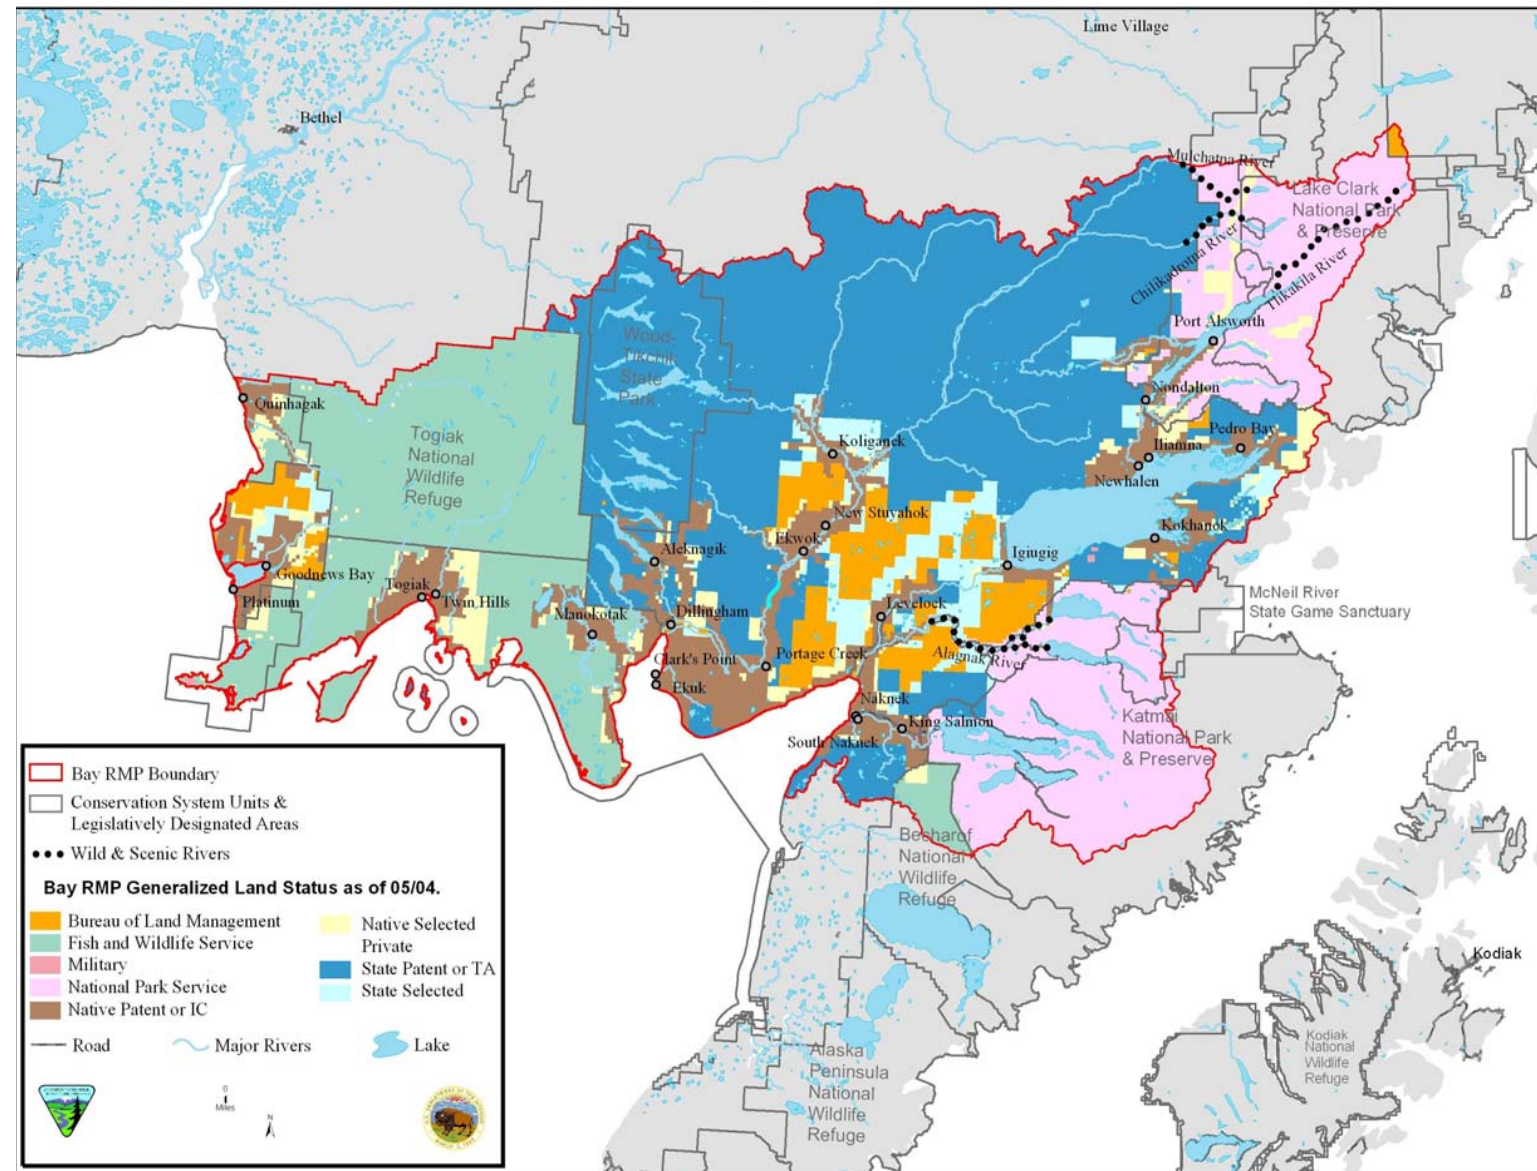 Lime Village
Bethel
Mulchatna River
Lake Clark
National Park
& Preserve
Chilikadrotna River
Tlikakila River
Port Alsworth
Wood-
Tikchik
State
Park
Nondalton
Quinhagak
Togiak
National
Wildlife
Refuge
Koliganek
Pedro Bay
Iliamna
Newhalen
New Stuyahok
Ekwok
Kokhanok
Aleknagik
Igiugig
Goodnews Bay
Platinum
Togiak
Twin Hills
Manokotak
Dillingham
Levelock
McNeil River
State Game Sanctuary
Clark's Point
Portage Creek
Alagnak River
Ekuk
Naknek
King Salmon
South Naknek
Katmai
National Park
& Preserve
Becharof
National
Wildlife
Refuge
Kodiak
Kodiak
National
Wildlife
Refuge
Alaska
Peninsula
National
Wildlife
Refuge
Bay RMP Boundary
Conservation System Units &
Legislatively Designated Areas
Wild & Scenic Rivers
Bay RMP Generalized Land Status as of 05/04.
Bureau of Land Management
Fish and Wildlife Service
Military
National Park Service
Native Patent or IC
Native Selected
Private
State Patent or TA
State Selected
Road
Major Rivers
Lake
0
Miles
N